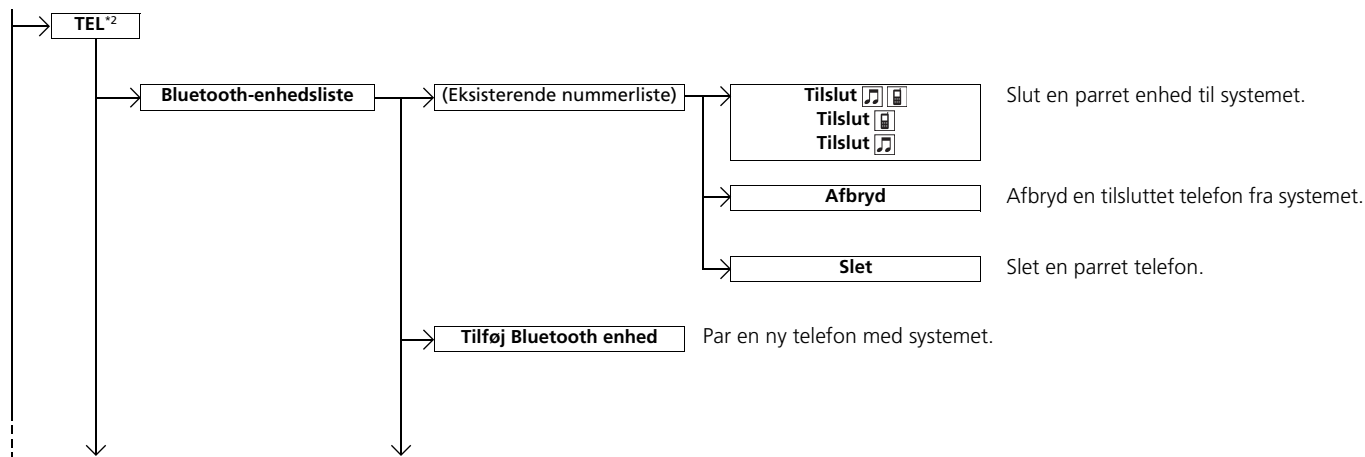 TEL*2
Bluetooth-enhedsliste
(Eksisterende nummerliste)
Tilslut
Tilslut
Tilslut
Slut en parret enhed til systemet.
Afbryd
Afbryd en tilsluttet telefon fra systemet.
Slet
Slet en parret telefon.
Tilføj Bluetooth enhed
Par en ny telefon med systemet.